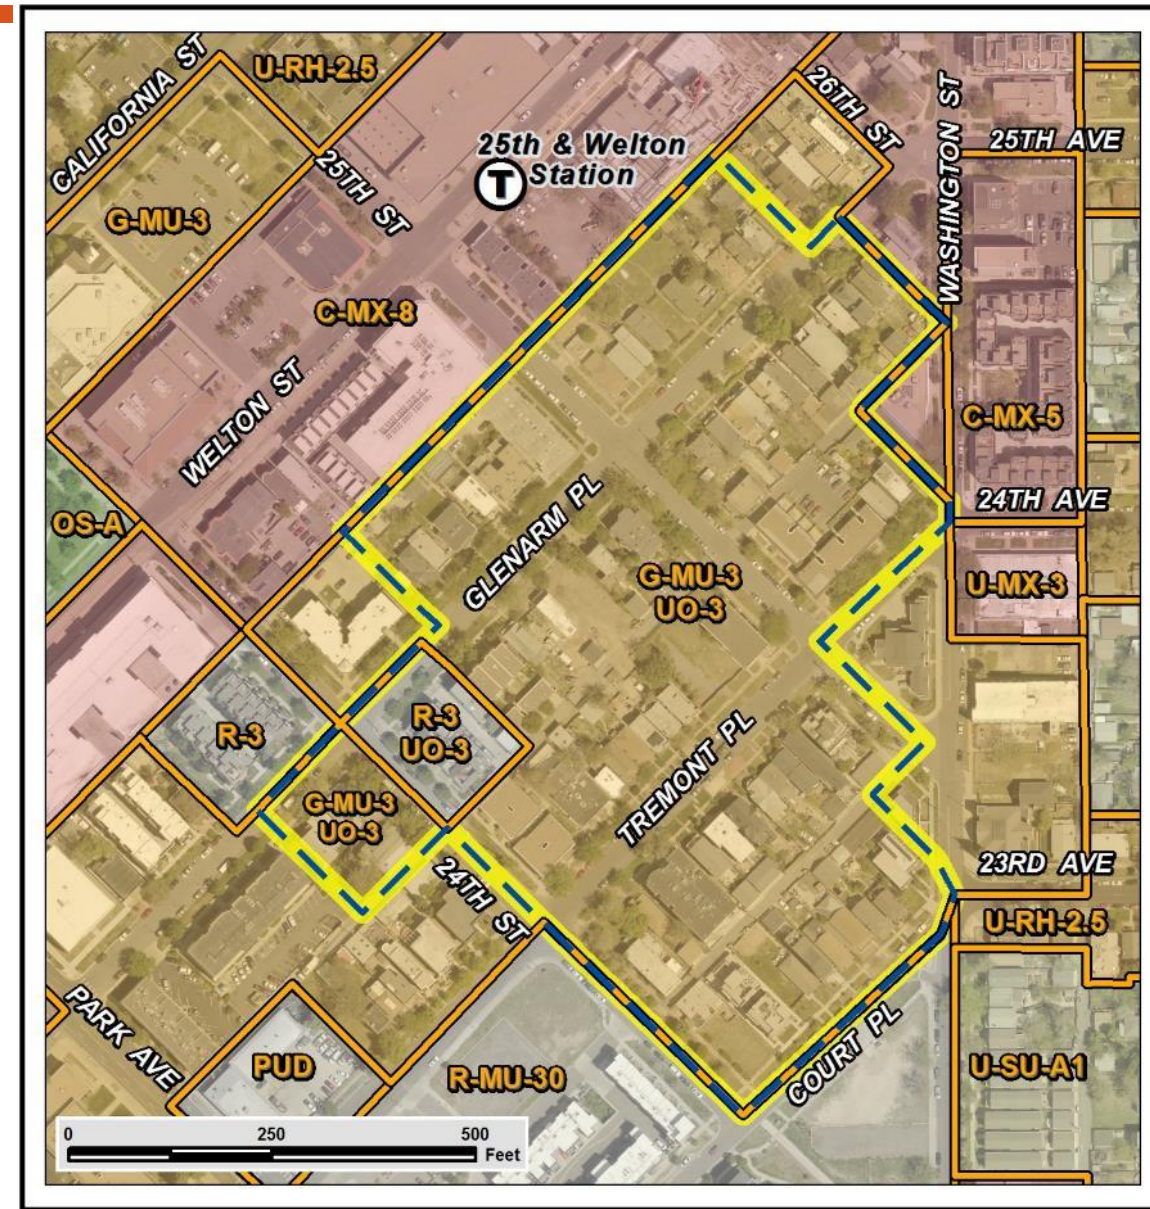 CALIFORNIA ST
U-RH-2.5
26TH ST
WASHINGTON ST
25TH AVE
25th & Welton
Station
T
25TH ST
G-MU-3
C-MX-8
WELTON ST
C-MX-5
24TH AVE
OS-A
GLENARM PL
G-MU-3
UO-3
U-MX-3
R-3
R-3
UO-3
G-MU-3
UO-3
TREMONT PL
24TH ST
23RD AVE
U-RH-2.5
PARK AVE
PUD
R-MU-30
COURT PL
U-SU-A1
0 250 500
Feet